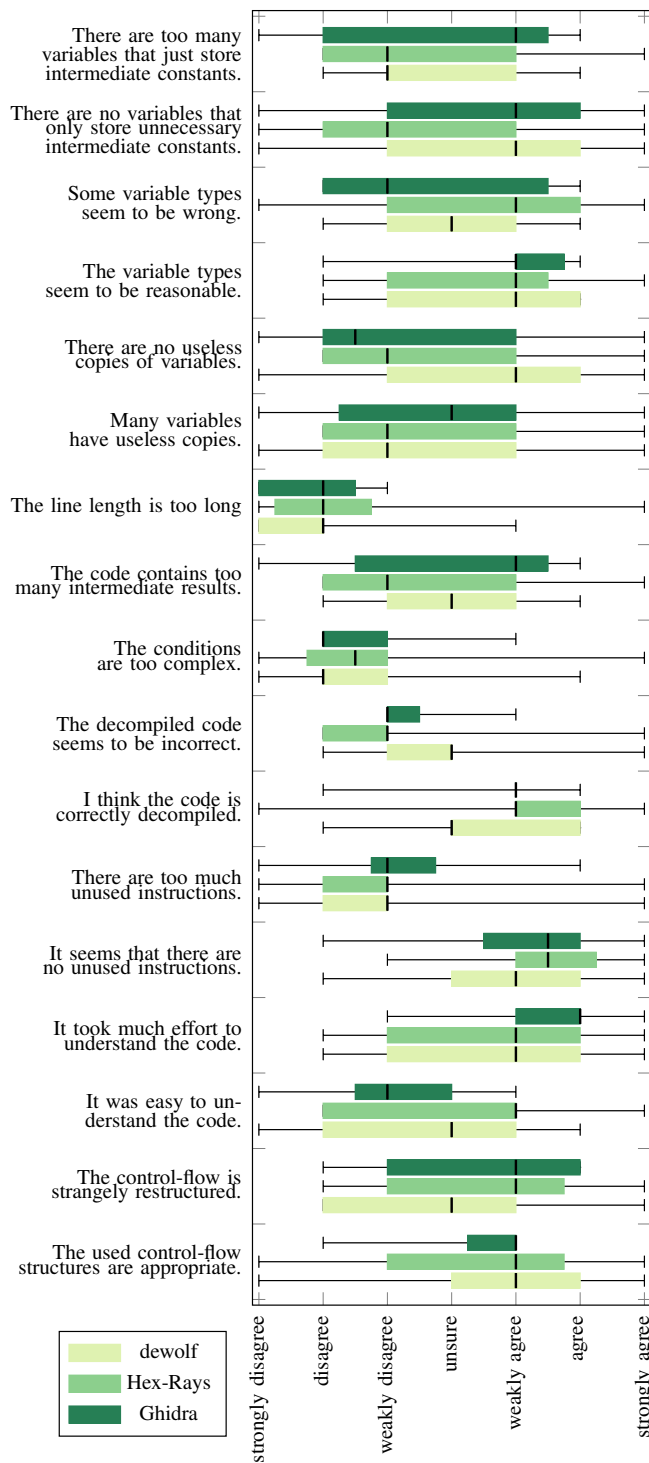 There are too many
variables that just store
intermediate constants.
There are no variables that
only store unnecessary
intermediate constants.
Some variable types
seem to be wrong.
The variable types
seem to be reasonable.
There are no useless
copies of variables.
Many variables
have useless copies.
The line length is too long
The code contains too
many intermediate results.
The conditions
are too complex.
The decompiled code
seems to be incorrect.
I think the code is
correctly decompiled.
There are too much
unused instructions.
It seems that there are
no unused instructions.
It took much effort to
understand the code.
It was easy to un-
derstand the code.
The control-flow is
strangely restructured.
The used control-flow
structures are appropriate.
strongly disagree
disagree
weakly disagree
unsure
weakly agree
agree
strongly agree
dewolf
Hex-Rays
Ghidra